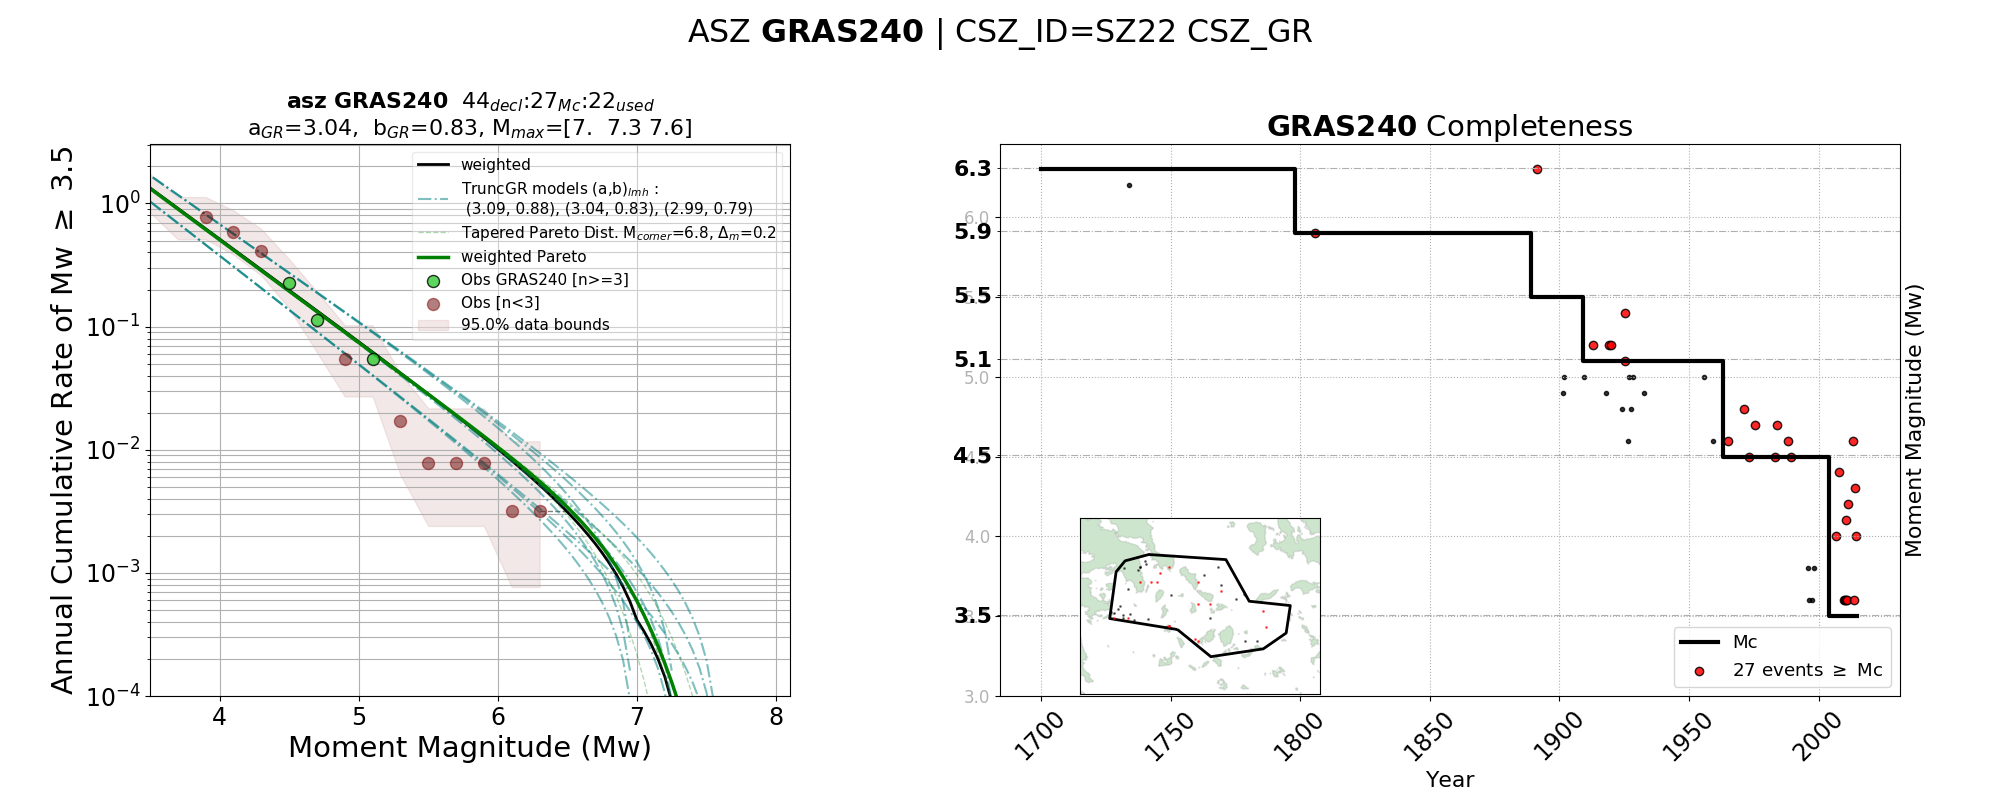 ASZ GRAS240 | CSZ_ID=SZ22 CSZ_GR
asz GRAS240 44decl:27Mc:22used
aGR=3.04, bGR=0.83, Mmax=[7. 7.3 7.6]
Annual Cumulative Rate of Mw ≥ 3.5
10^0
10^-1
10^-2
10^-3
10^-4
weighted
TruncGR models (a,b)lmh :
(3.09, 0.88), (3.04, 0.83), (2.99, 0.79)
Tapered Pareto Dist. Mcorner=6.8, Δm=0.2
weighted Pareto
Obs GRAS240 [n>=3]
Obs [n<3]
95.0% data bounds
4 5 6 7 8
Moment Magnitude (Mw)
GRAS240 Completeness
6.3
6.0
5.9
5.5
5.1
5.0
4.5
4.0
3.5
3.0
Moment Magnitude (Mw)
Mc
27 events ≥ Mc
1700 1750 1800 1850 1900 1950 2000
Year